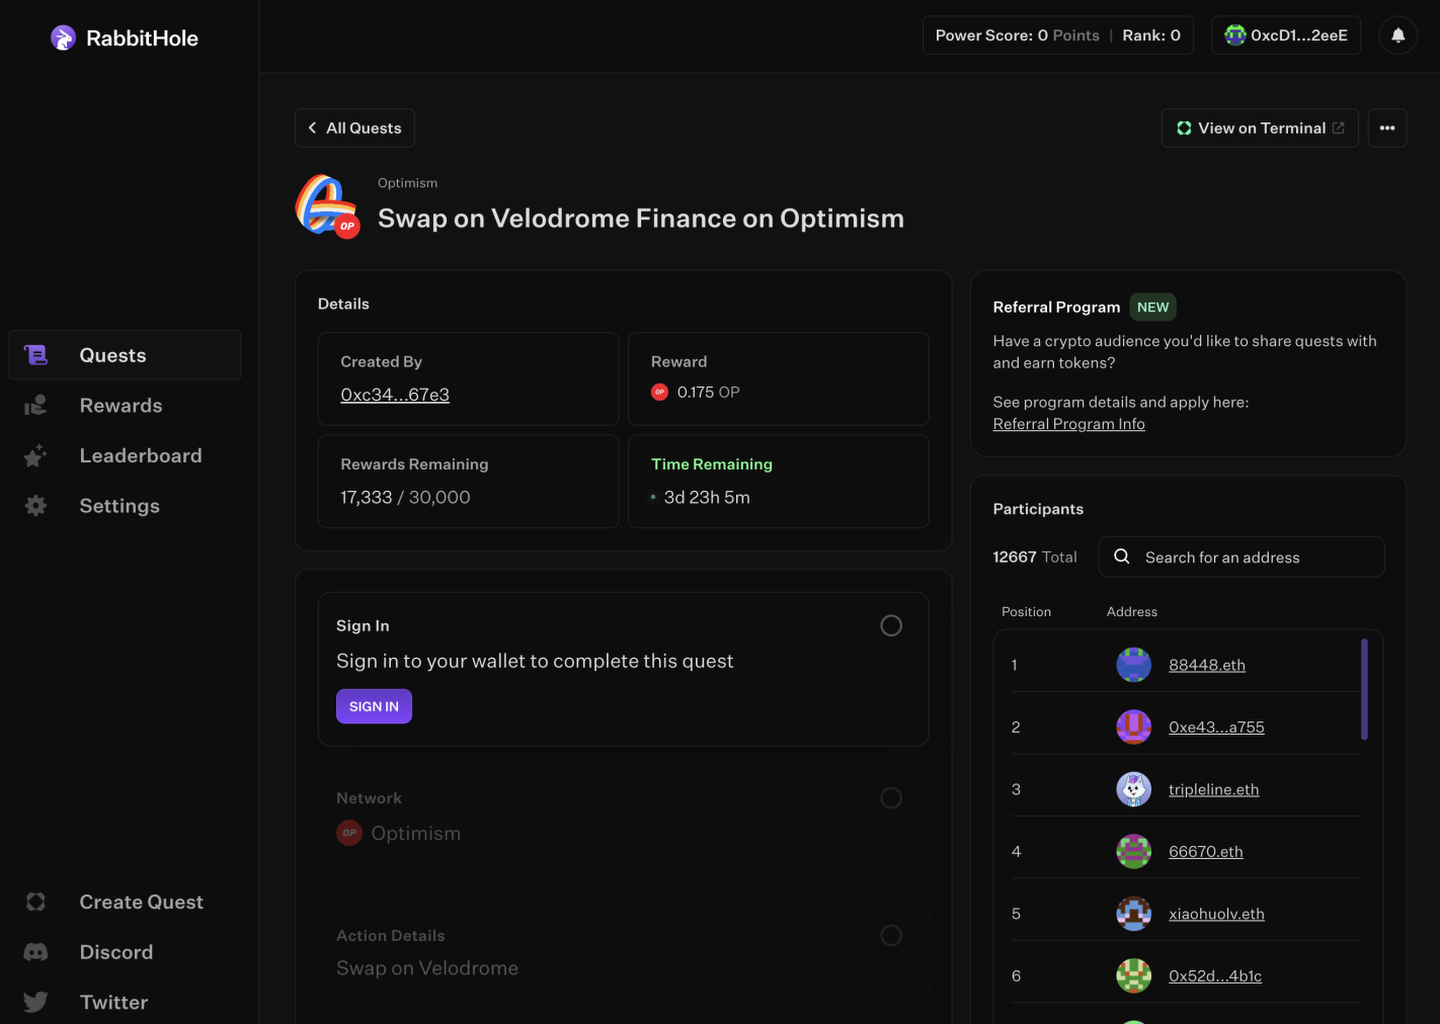 RabbitHole
Power Score: 0 Points | Rank: 0
0xcD1...2eeE
All Quests
View on Terminal
Optimism
OP
Swap on Velodrome Finance on Optimism
Quests
Rewards
Leaderboard
Settings
Create Quest
Discord
Twitter
Details
Created By
0xc34...67e3
Reward
OP 0.175 OP
Rewards Remaining
17,333 / 30,000
Time Remaining
• 3d 23h 5m
Sign In
Sign in to your wallet to complete this quest
SIGN IN
Network
OP Optimism
Action Details
Swap on Velodrome
Referral Program NEW
Have a crypto audience you'd like to share quests with
and earn tokens?
See program details and apply here:
Referral Program Info
Participants
12667 Total
Search for an address
Position Address
1 88448.eth
2 0xe43...a755
3 tripleline.eth
4 66670.eth
5 xiaohuolv.eth
6 0x52d...4b1c